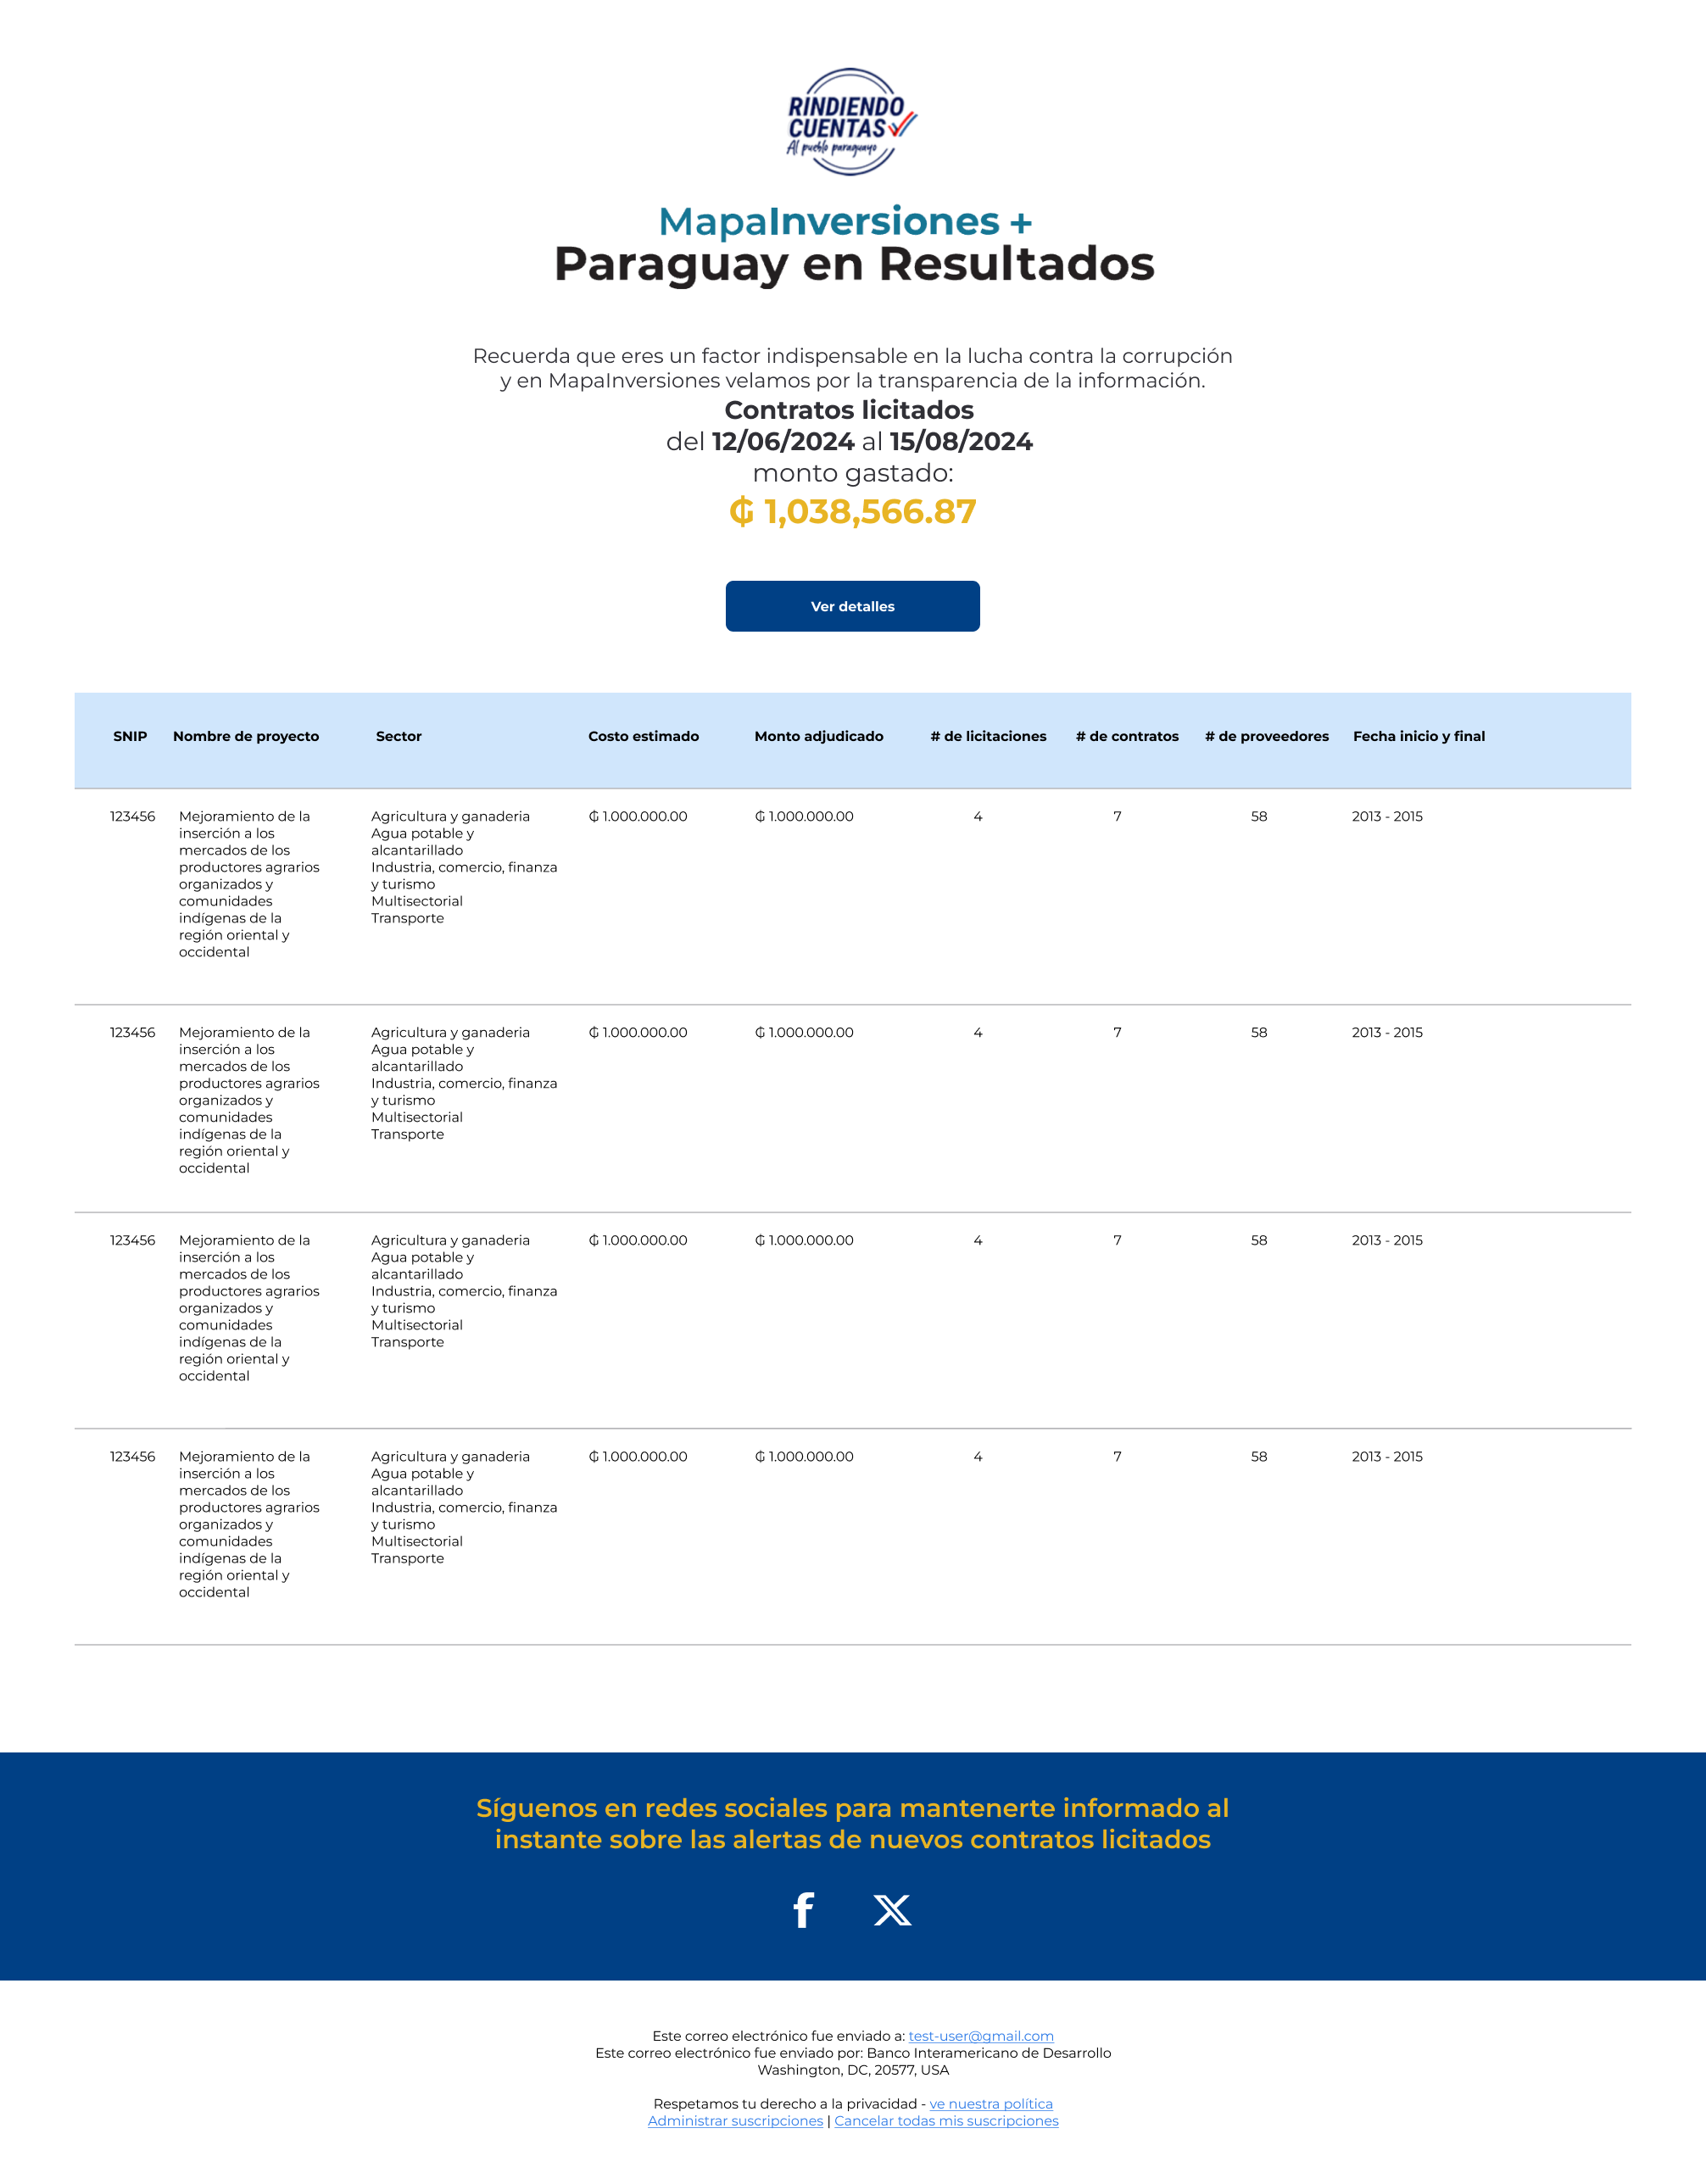 RINDIENDO
CUENTAS
Al pueblo paraguayo
MapaInversiones +
Paraguay en Resultados
Recuerda que eres un factor indispensable en la lucha contra la corrupción
y en MapaInversiones velamos por la transparencia de la información.
Contratos licitados
del 12/06/2024 al 15/08/2024
monto gastado:
₲ 1,038,566.87
Ver detalles
SNIP Nombre de proyecto Sector Costo estimado Monto adjudicado # de licitaciones # de contratos # de proveedores Fecha inicio y final
123456 Mejoramiento de la Agricultura y ganaderia ₲ 1.000.000.00 ₲ 1.000.000.00 4 7 58 2013 - 2015
inserción a los Agua potable y
mercados de los alcantarillado
productores agrarios Industria, comercio, finanza
organizados y y turismo
comunidades Multisectorial
indígenas de la Transporte
región oriental y
occidental
123456 Mejoramiento de la Agricultura y ganaderia ₲ 1.000.000.00 ₲ 1.000.000.00 4 7 58 2013 - 2015
inserción a los Agua potable y
mercados de los alcantarillado
productores agrarios Industria, comercio, finanza
organizados y y turismo
comunidades Multisectorial
indígenas de la Transporte
región oriental y
occidental
123456 Mejoramiento de la Agricultura y ganaderia ₲ 1.000.000.00 ₲ 1.000.000.00 4 7 58 2013 - 2015
inserción a los Agua potable y
mercados de los alcantarillado
productores agrarios Industria, comercio, finanza
organizados y y turismo
comunidades Multisectorial
indígenas de la Transporte
región oriental y
occidental
123456 Mejoramiento de la Agricultura y ganaderia ₲ 1.000.000.00 ₲ 1.000.000.00 4 7 58 2013 - 2015
inserción a los Agua potable y
mercados de los alcantarillado
productores agrarios Industria, comercio, finanza
organizados y y turismo
comunidades Multisectorial
indígenas de la Transporte
región oriental y
occidental
Síguenos en redes sociales para mantenerte informado al
instante sobre las alertas de nuevos contratos licitados
Este correo electrónico fue enviado a: test-user@gmail.com
Este correo electrónico fue enviado por: Banco Interamericano de Desarrollo
Washington, DC, 20577, USA
Respetamos tu derecho a la privacidad - ve nuestra política
Administrar suscripciones | Cancelar todas mis suscripciones